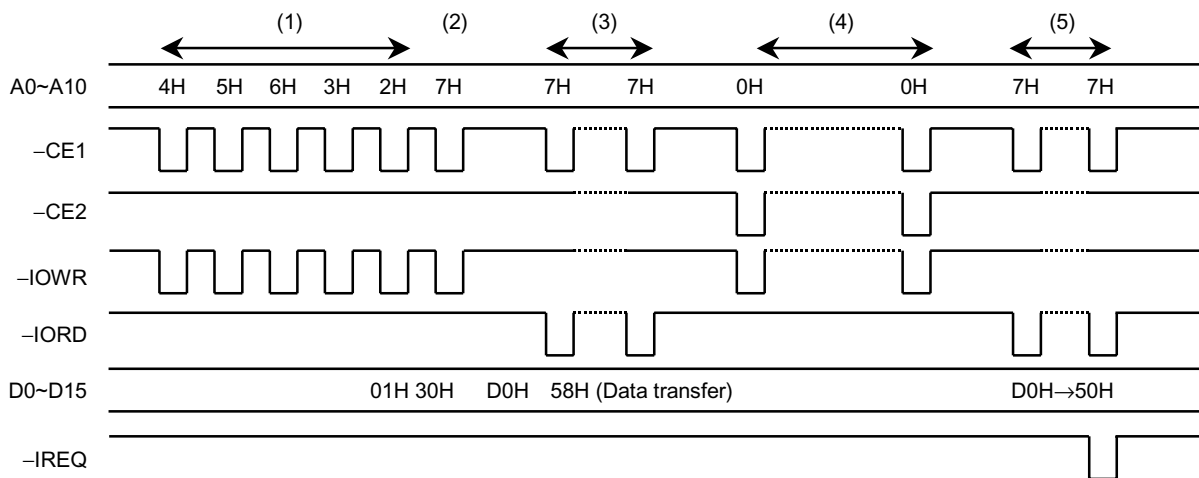 (1) (2) (3) (4) (5)
A0~A10 4H 5H 6H 3H 2H 7H 7H 7H 0H 0H 7H 7H
–CE1
–CE2
–IOWR
–IORD
D0~D15 01H 30H D0H 58H (Data transfer) D0H→50H
–IREQ